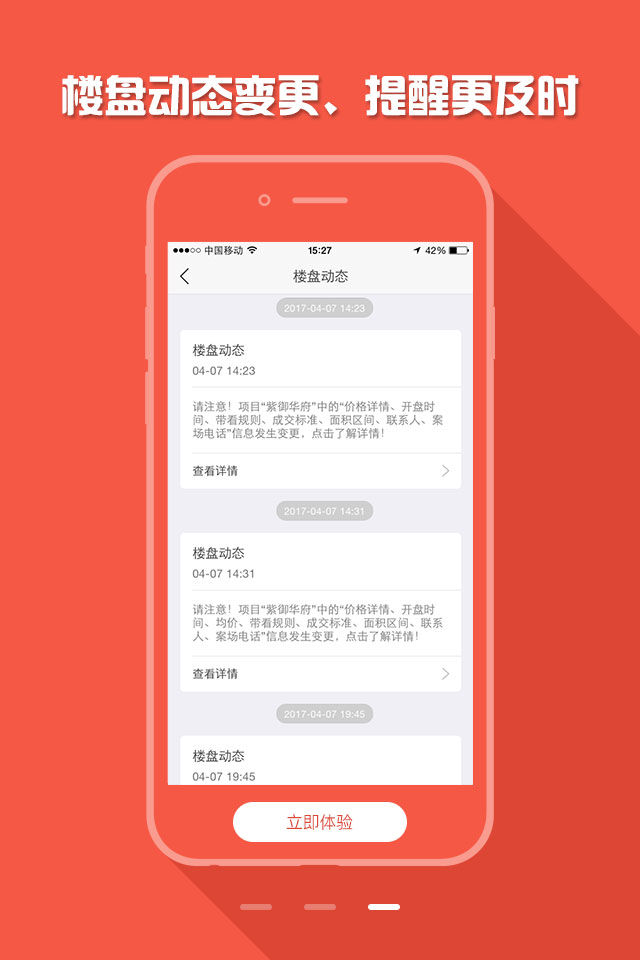 楼盘动态变更、提醒更及时
中国移动 15:27 42%
楼盘动态
2017-04-07 14:23
楼盘动态
04-07 14:23
请注意！项目“紫御华府”中的“价格详情、开盘时
间、带看规则、成交标准、面积区间、联系人、案
场电话”信息发生变更，点击了解详情！
查看详情
2017-04-07 14:31
楼盘动态
04-07 14:31
请注意！项目“紫御华府”中的“价格详情、开盘时
间、均价、带看规则、成交标准、面积区间、联系
人、案场电话”信息发生变更，点击了解详情！
查看详情
2017-04-07 19:45
楼盘动态
04-07 19:45
立即体验